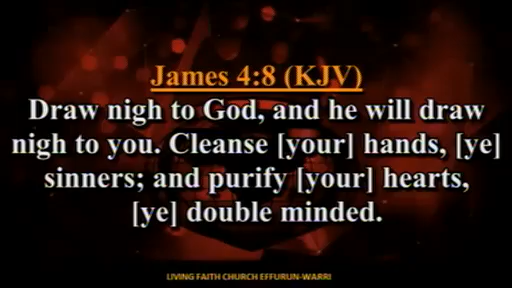 James 4:8 (KJV)
Draw nigh to God, and he will draw
nigh to you. Cleanse [your] hands, [ye]
sinners; and purify [your] hearts,
[ye] double minded.
LIVING FAITH CHURCH EFFURUN-WARRI